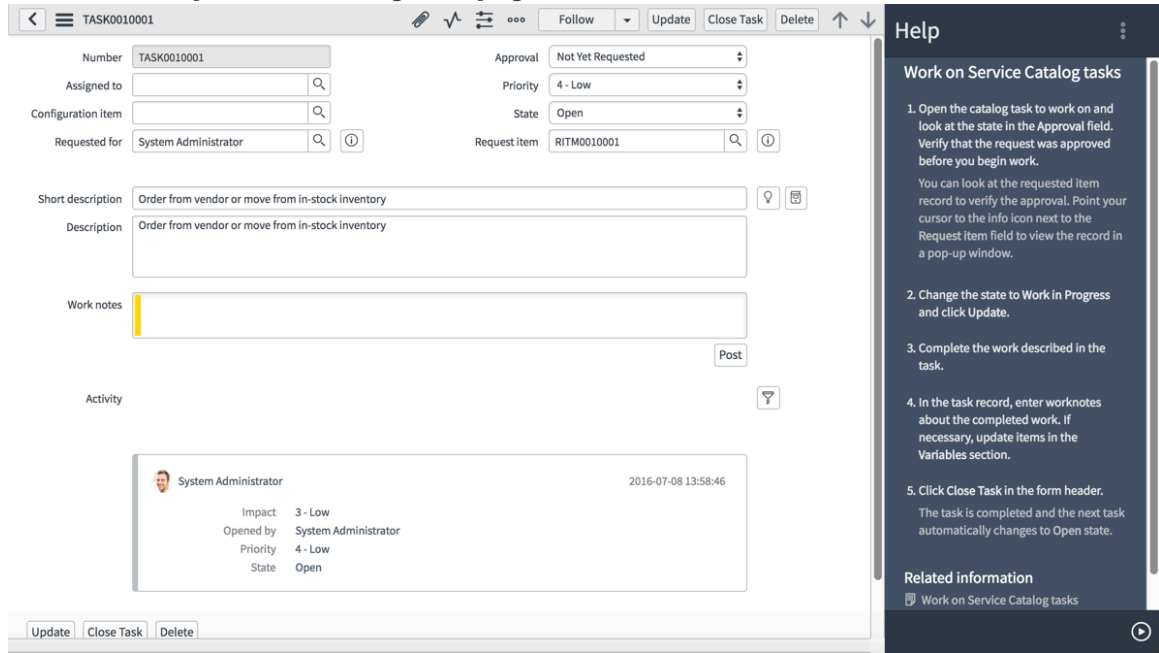 TASK0010001
Follow
Update
Close Task
Delete
Number TASK0010001
Approval Not Yet Requested
Assigned to
Priority 4 - Low
Configuration item
State Open
Requested for System Administrator
Request item RITM0010001
Short description Order from vendor or move from in-stock inventory
Description Order from vendor or move from in-stock inventory
Work notes
Post
Activity
System Administrator 2016-07-08 13:58:46
Impact 3 - Low
Opened by System Administrator
Priority 4 - Low
State Open
Update
Close Task
Delete
Help
Work on Service Catalog tasks
1. Open the catalog task to work on and
look at the state in the Approval field.
Verify that the request was approved
before you begin work.
You can look at the requested item
record to verify the approval. Point your
cursor to the info icon next to the
Request item field to view the record in
a pop-up window.
2. Change the state to Work in Progress
and click Update.
3. Complete the work described in the
task.
4. In the task record, enter worknotes
about the completed work. If
necessary, update items in the
Variables section.
5. Click Close Task in the form header.
The task is completed and the next task
automatically changes to Open state.
Related information
Work on Service Catalog tasks